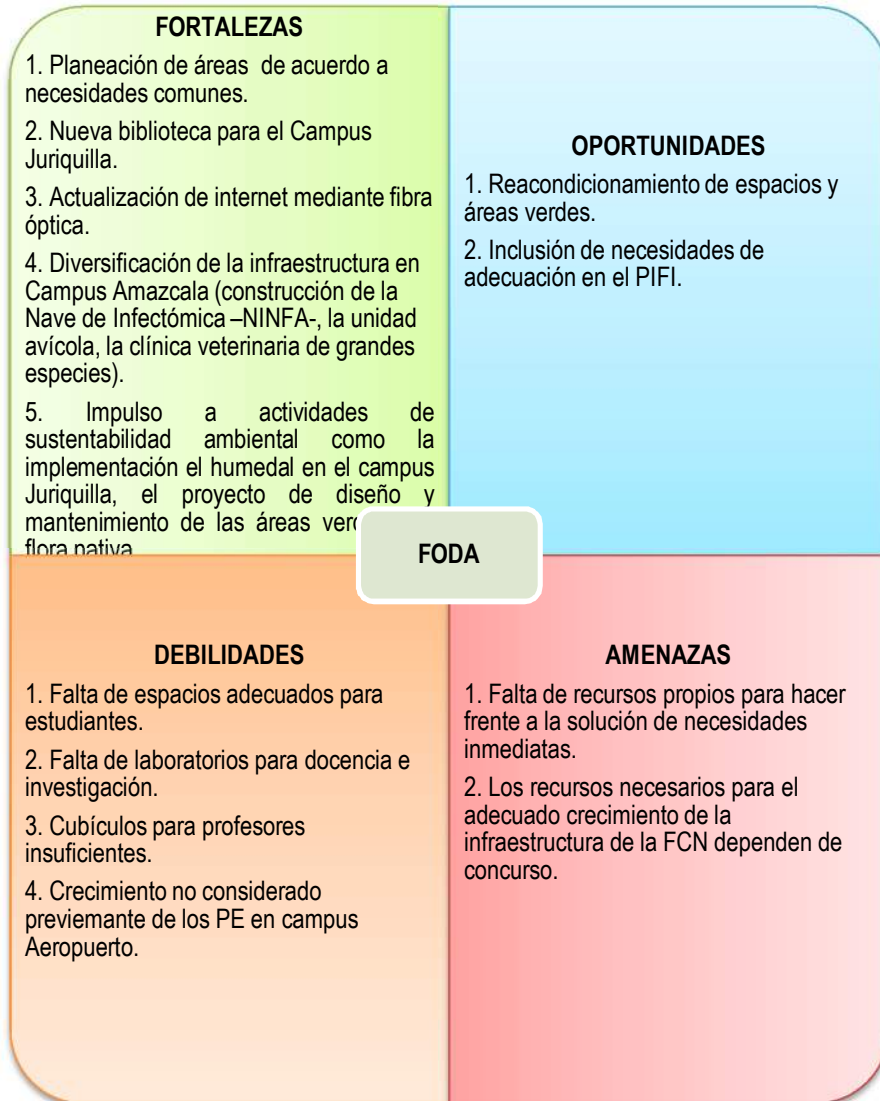 FORTALEZAS
1. Planeación de áreas de acuerdo a
necesidades comunes.
2. Nueva biblioteca para el Campus
Juriquilla.
3. Actualización de internet mediante fibra
óptica.
4. Diversificación de la infraestructura en
Campus Amazcala (construcción de la
Nave de Infectómica –NINFA-, la unidad
avícola, la clínica veterinaria de grandes
especies).
5. Impulso a actividades de
sustentabilidad ambiental como la
implementación el humedal en el campus
Juriquilla, el proyecto de diseño y
mantenimiento de las áreas
flora nativa
OPORTUNIDADES
1. Reacondicionamiento de espacios y
áreas verdes.
2. Inclusión de necesidades de
adecuación en el PIFI.
FODA
DEBILIDADES
1. Falta de espacios adecuados para
estudiantes.
2. Falta de laboratorios para docencia e
investigación.
3. Cubículos para profesores
insuficientes.
4. Crecimiento no considerado
previemante de los PE en campus
Aeropuerto.
AMENAZAS
1. Falta de recursos propios para hacer
frente a la solución de necesidades
inmediatas.
2. Los recursos necesarios para el
adecuado crecimiento de la
infraestructura de la FCN dependen de
concurso.